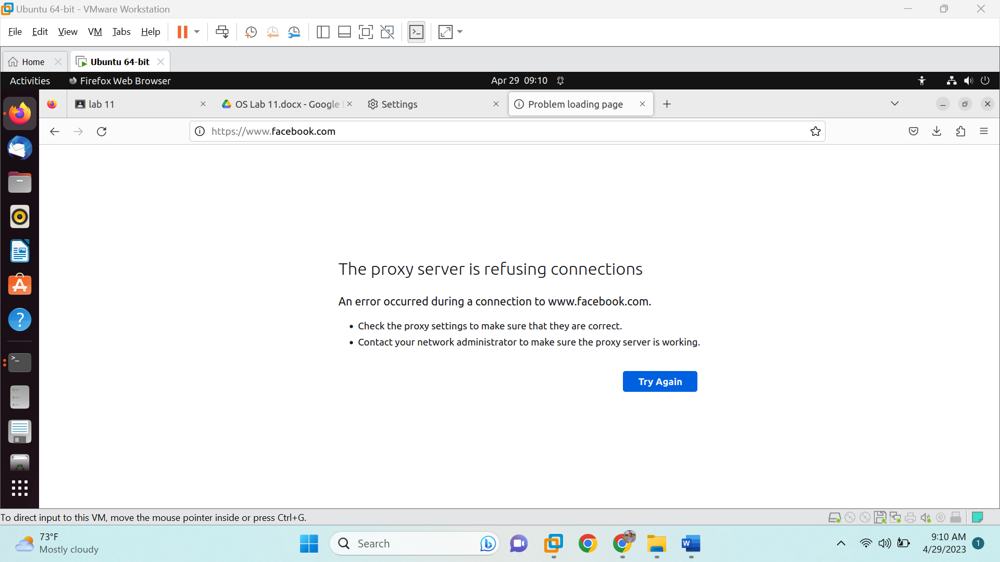 Ubuntu 64-bit - VMware Workstation
File Edit View VM Tabs Help
Home Ubuntu 64-bit
Activities Firefox Web Browser Apr 29 09:10
lab 11 OS Lab 11.docx - Google Settings Problem loading page
https://www.facebook.com
The proxy server is refusing connections
An error occurred during a connection to www.facebook.com.
• Check the proxy settings to make sure that they are correct.
• Contact your network administrator to make sure the proxy server is working.
Try Again
To direct input to this VM, move the mouse pointer inside or press Ctrl+G.
73°F
Mostly cloudy
Search
9:10 AM
4/29/2023
1